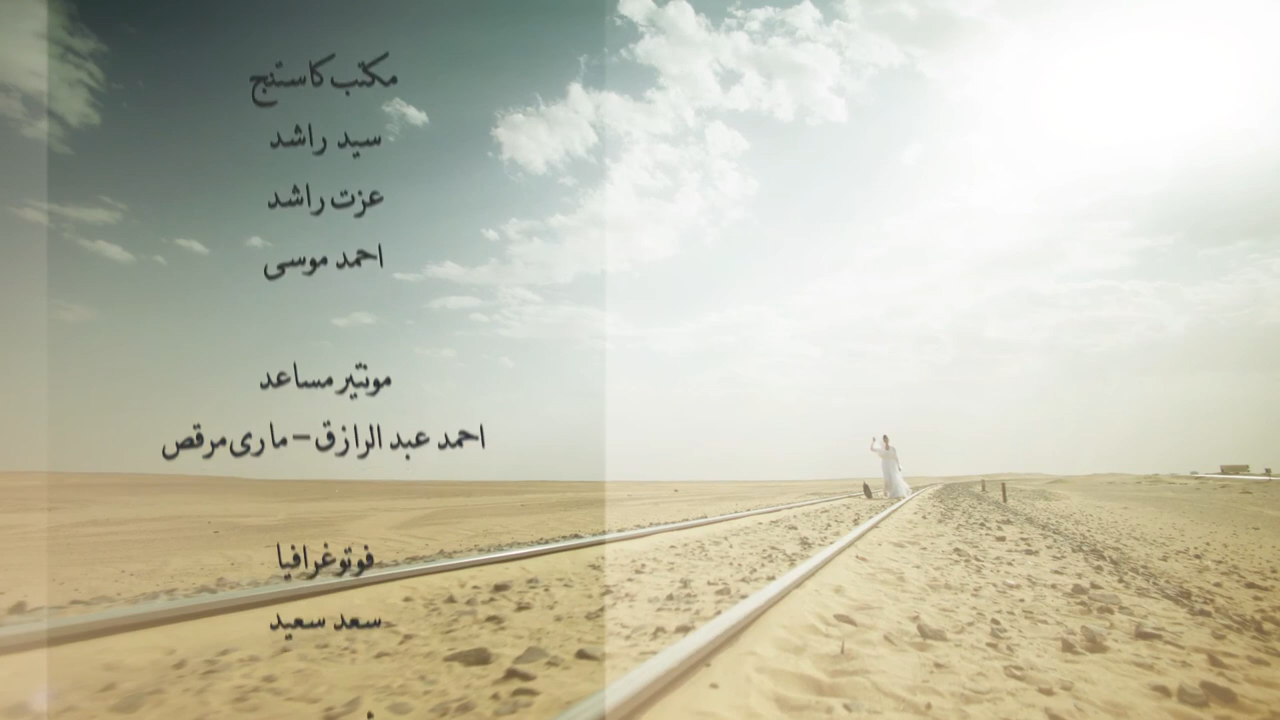 مكتب كاستنج
سيد راشد
عزت راشد
احمد موسى
مونتير مساعد
احمد عبد الرازق - مارى مرقص
فوتوغرافيا
سعد سعيد